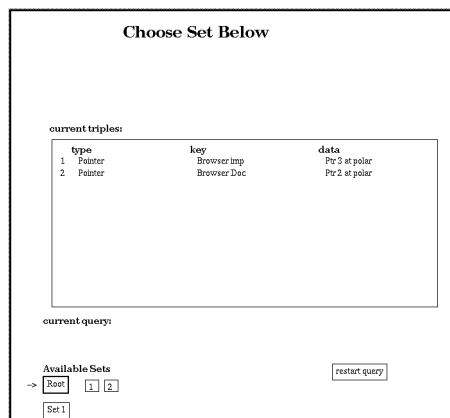 Choose Set Below
current triples:
type key data
1 Pointer Browser imp Ptr 3 at polar
2 Pointer Browser Doc Ptr 2 at polar
current query:
Available Sets
restart query
-> Root 1 2
Set 1